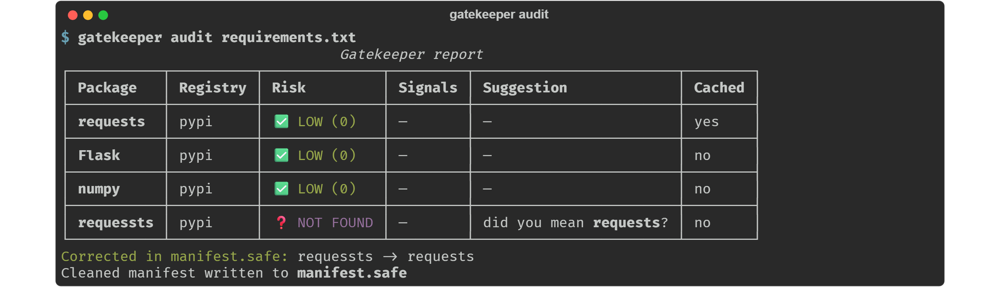 gatekeeper audit
$ gatekeeper audit requirements.txt
Gatekeeper report
Package Registry Risk Signals Suggestion Cached
requests pypi ✅ LOW (0) — — yes
Flask pypi ✅ LOW (0) — — no
numpy pypi ✅ LOW (0) — — no
requessts pypi ❓ NOT FOUND — did you mean requests? no
Corrected in manifest.safe: requessts → requests
Cleaned manifest written to manifest.safe